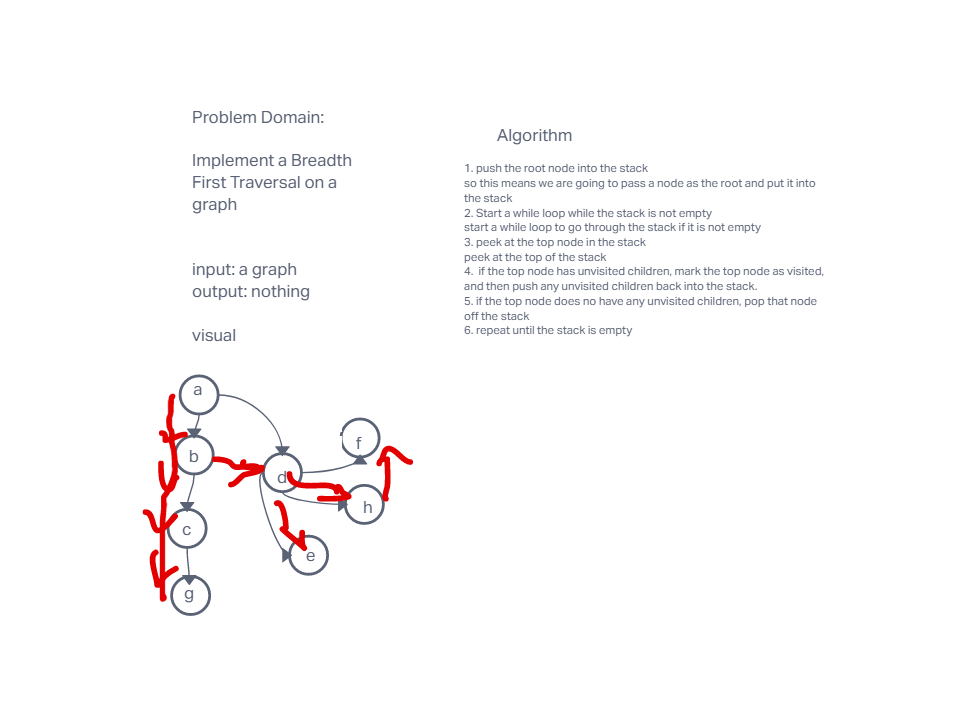 Problem Domain:
Implement a Breadth
First Traversal on a
graph
input: a graph
output: nothing
visual
Algorithm
1. push the root node into the stack
so this means we are going to pass a node as the root and put it into
the stack
2. Start a while loop while the stack is not empty
start a while loop to go through the stack if it is not empty
3. peek at the top node in the stack
peek at the top of the stack
4.  if the top node has unvisited children, mark the top node as visited,
and then push any unvisited children back into the stack.
5. if the top node does no have any unvisited children, pop that node
off the stack
6. repeat until the stack is empty
a
b
c
g
d
f
h
e